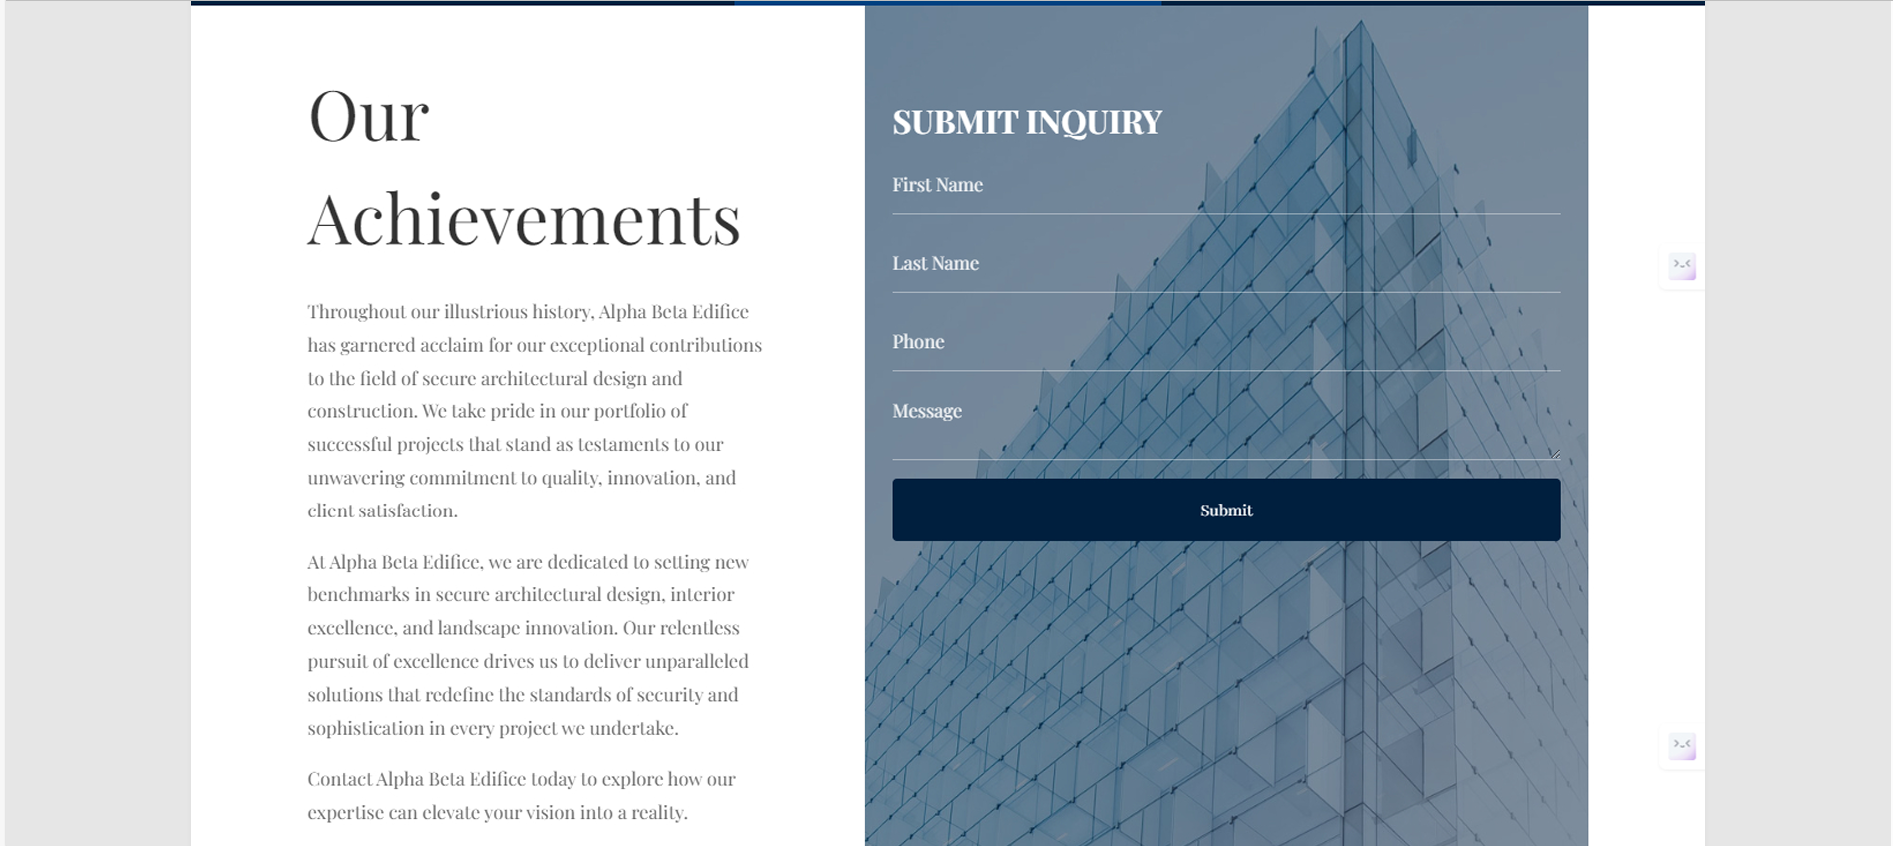 Our
Achievements
Throughout our illustrious history, Alpha Beta Edifice
has garnered acclaim for our exceptional contributions
to the field of secure architectural design and
construction. We take pride in our portfolio of
successful projects that stand as testaments to our
unwavering commitment to quality, innovation, and
client satisfaction.
At Alpha Beta Edifice, we are dedicated to setting new
benchmarks in secure architectural design, interior
excellence, and landscape innovation. Our relentless
pursuit of excellence drives us to deliver unparalleled
solutions that redefine the standards of security and
sophistication in every project we undertake.
Contact Alpha Beta Edifice today to explore how our
expertise can elevate your vision into a reality.
SUBMIT INQUIRY
First Name
Last Name
Phone
Message
Submit